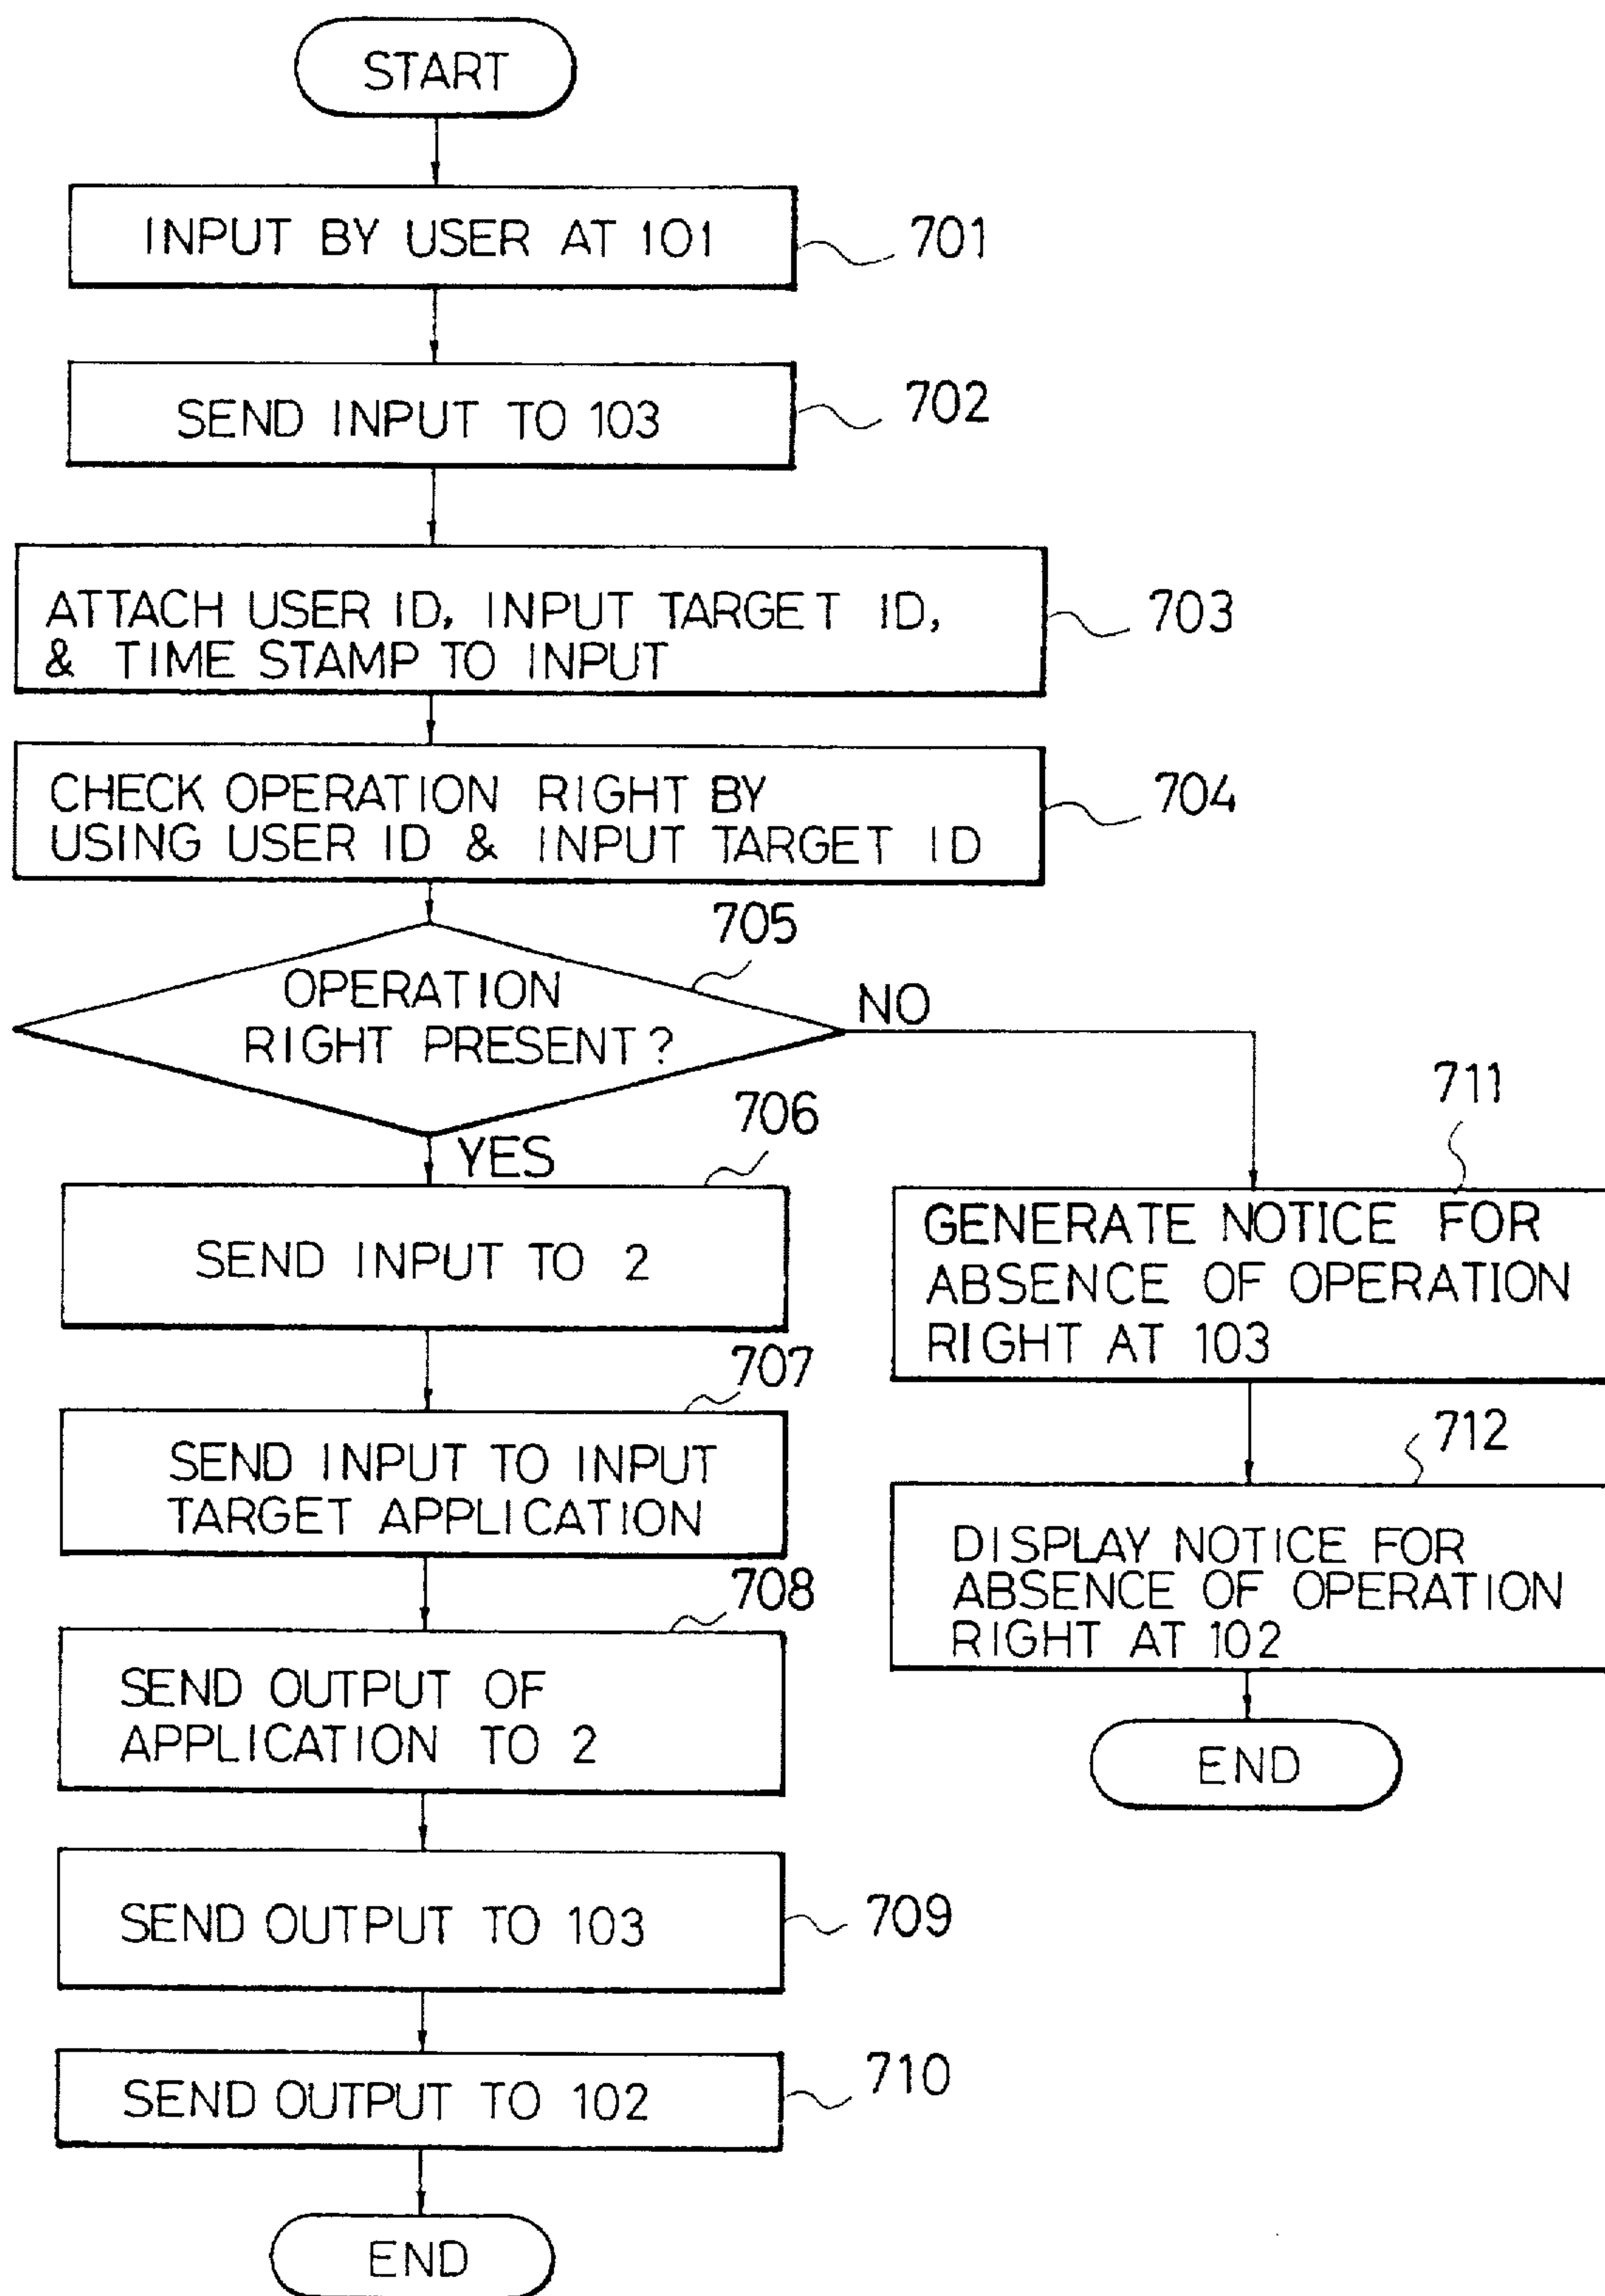 START
INPUT BY USER AT 101
701
SEND INPUT TO 103
702
ATTACH USER ID, INPUT TARGET ID,
& TIME STAMP TO INPUT
703
CHECK OPERATION RIGHT BY
USING USER ID & INPUT TARGET ID
704
705
OPERATION
RIGHT PRESENT?
NO
YES
706
SEND INPUT TO 2
707
SEND INPUT TO INPUT
TARGET APPLICATION
708
SEND OUTPUT OF
APPLICATION TO 2
SEND OUTPUT TO 103
709
SEND OUTPUT TO 102
710
END
711
GENERATE NOTICE FOR
ABSENCE OF OPERATION
RIGHT AT 103
712
DISPLAY NOTICE FOR
ABSENCE OF OPERATION
RIGHT AT 102
END